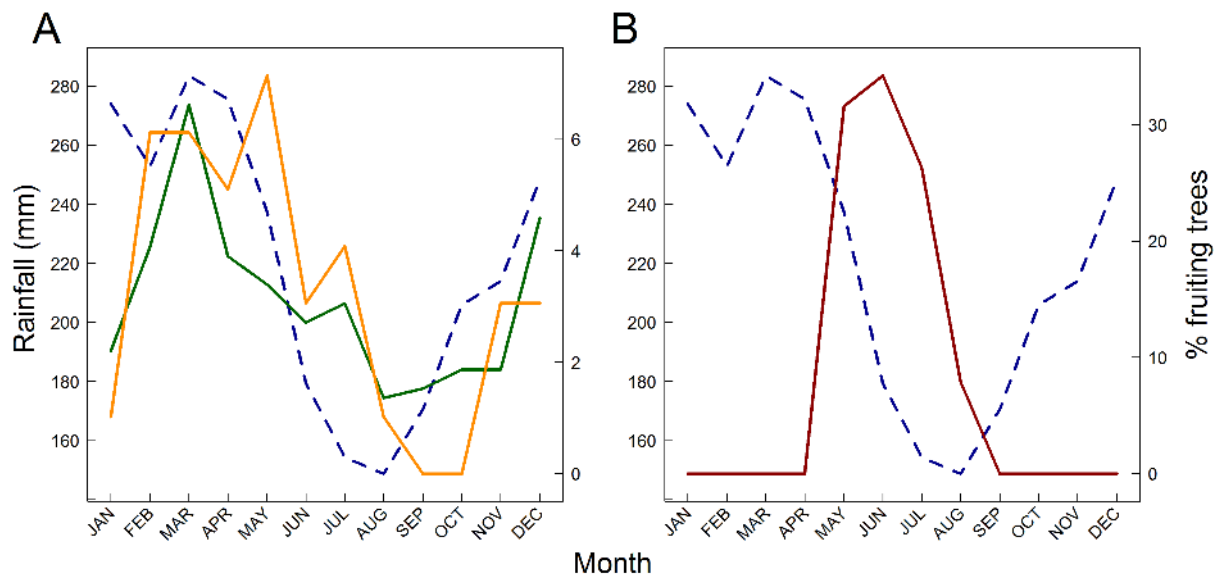 A
B
Rainfall (mm)
280
260
240
220
200
180
160
6
4
2
0
JAN
FEB
MAR
APR
MAY
JUN
JUL
AUG
SEP
OCT
NOV
DEC
280
260
240
220
200
180
160
30
20
10
0
% fruiting trees
JAN
FEB
MAR
APR
MAY
JUN
JUL
AUG
SEP
OCT
NOV
DEC
Month